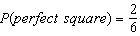 P(perfect square) = 2/6